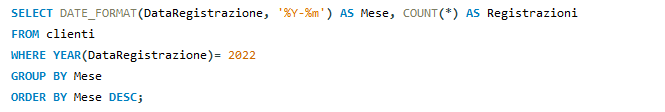 SELECT DATE_FORMAT(DataRegistrazione, '%Y-%m') AS Mese, COUNT(*) AS Registrazioni
FROM clienti
WHERE YEAR(DataRegistrazione)= 2022
GROUP BY Mese
ORDER BY Mese DESC;